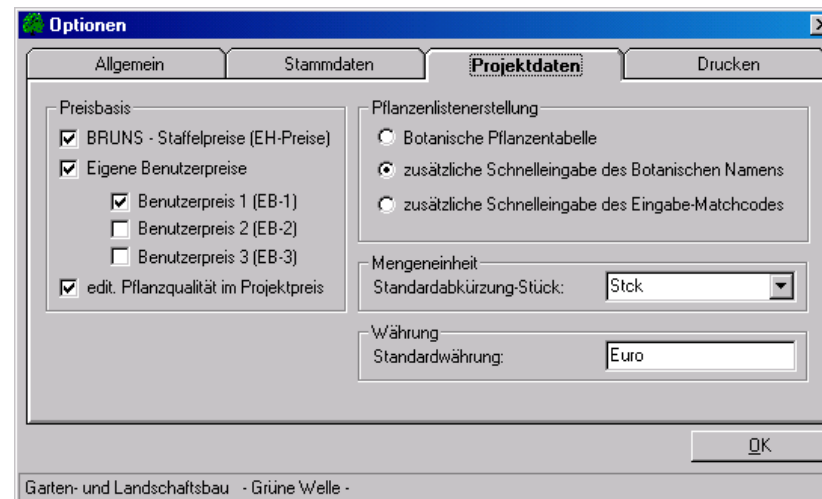 Optionen
Allgemein
Stammdaten
Projektdaten
Drucken
Preisbasis
BRUNS - Staffelpreise (EH-Preise)
Eigene Benutzerpreise
Benutzerpreis 1 (EB-1)
Benutzerpreis 2 (EB-2)
Benutzerpreis 3 (EB-3)
edit. Pflanzqualität im Projektpreis
Pflanzenlistenerstellung
Botanische Pflanzentabelle
zusätzliche Schnelleingabe des Botanischen Namens
zusätzliche Schnelleingabe des Eingabe-Matchcodes
Mengeneinheit
Standardabkürzung-Stück: Stck
Währung
Standardwährung: Euro
OK
Garten- und Landschaftsbau - Grüne Welle -